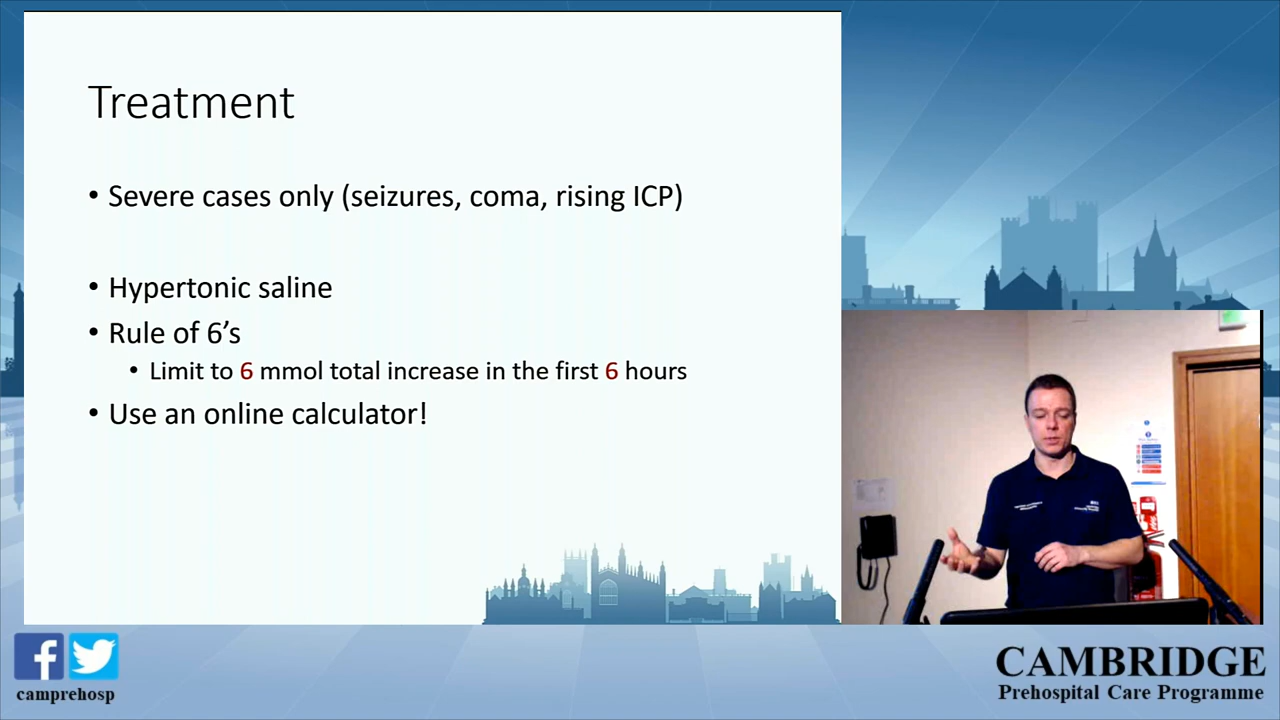 Treatment
• Severe cases only (seizures, coma, rising ICP)
• Hypertonic saline
• Rule of 6’s
• Limit to 6 mmol total increase in the first 6 hours
• Use an online calculator!
camprehosp
CAMBRIDGE
Prehospital Care Programme